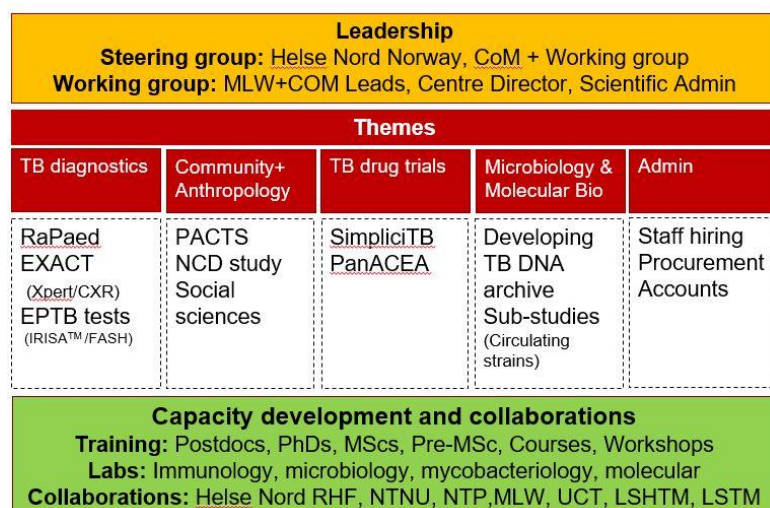 Leadership
Steering group: Helse Nord Norway, CoM + Working group
Working group: MLW+COM Leads, Centre Director, Scientific Admin
Themes
TB diagnostics
Community+
Anthropology
TB drug trials
Microbiology &
Molecular Bio
Admin
RaPaed
EXACT
(Xpert/CXR)
EPTB tests
(IRISA™/FASH)
PACTS
NCD study
Social
sciences
SimpliciTB
PanACEA
Developing
TB DNA
archive
Sub-studies
(Circulating
strains)
Staff hiring
Procurement
Accounts
Capacity development and collaborations
Training: Postdocs, PhDs, MScs, Pre-MSc, Courses, Workshops
Labs: Immunology, microbiology, mycobacteriology, molecular
Collaborations: Helse Nord RHF, NTNU, NTP,MLW, UCT, LSHTM, LSTM